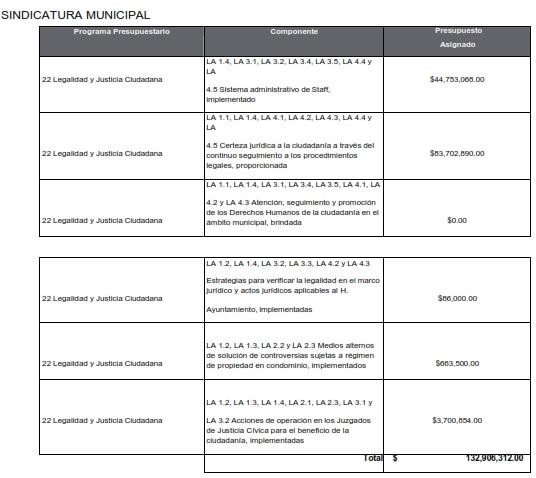 SINDICATURA MUNICIPAL
Programa Presupuestario
Componente
Presupuesto
Asignado
LA 1.4, LA 3.1, LA 3.2, LA 3.4, LA 3.5, LA 4.4 y
LA
22 Legalidad y Justicia Ciudadana
$44,753,068.00
4.5 Sistema administrativo de Staff,
implementado
LA 1.1, LA 1.4, LA 4.1, LA 4.2, LA 4.3, LA 4.4 y
LA
4.5 Certeza jurídica a la ciudadanía a través del
22 Legalidad y Justicia Ciudadana
continuo seguimiento a los procedimientos
$83,702,890.00
legales, proporcionada
LA 1.1, LA 1.4, LA 3.1, LA 3.4, LA 3.5, LA 4.1, LA
4.2 y LA 4.3 Atención, seguimiento y promoción
de los Derechos Humanos de la ciudadanía en el
22 Legalidad y Justicia Ciudadana
ámbito municipal, brindada
$0.00
LA 1.2, LA 1.4, LA 3.2, LA 3.3, LA 4.2 y LA 4.3
Estrategias para verificar la legalidad en el marco
jurídico y actos jurídicos aplicables al H.
22 Legalidad y Justicia Ciudadana
$86,000.00
Ayuntamiento, implementadas
LA 1.2, LA 1.3, LA 2.2 y LA 2.3 Medios alternos
de solución de controversias sujetas a régimen
22 Legalidad y Justicia Ciudadana
de propiedad en condominio, implementados
$663,500.00
LA 1.2, LA 1.3, LA 1.4, LA 2.1, LA 2.3, LA 3.1 y
22 Legalidad y Justicia Ciudadana
LA 3.2 Acciones de operación en los Juzgados
$3,700,854.00
de Justicia Cívica para el beneficio de la
ciudadanía, implementadas
Total $ 132,906,312.00